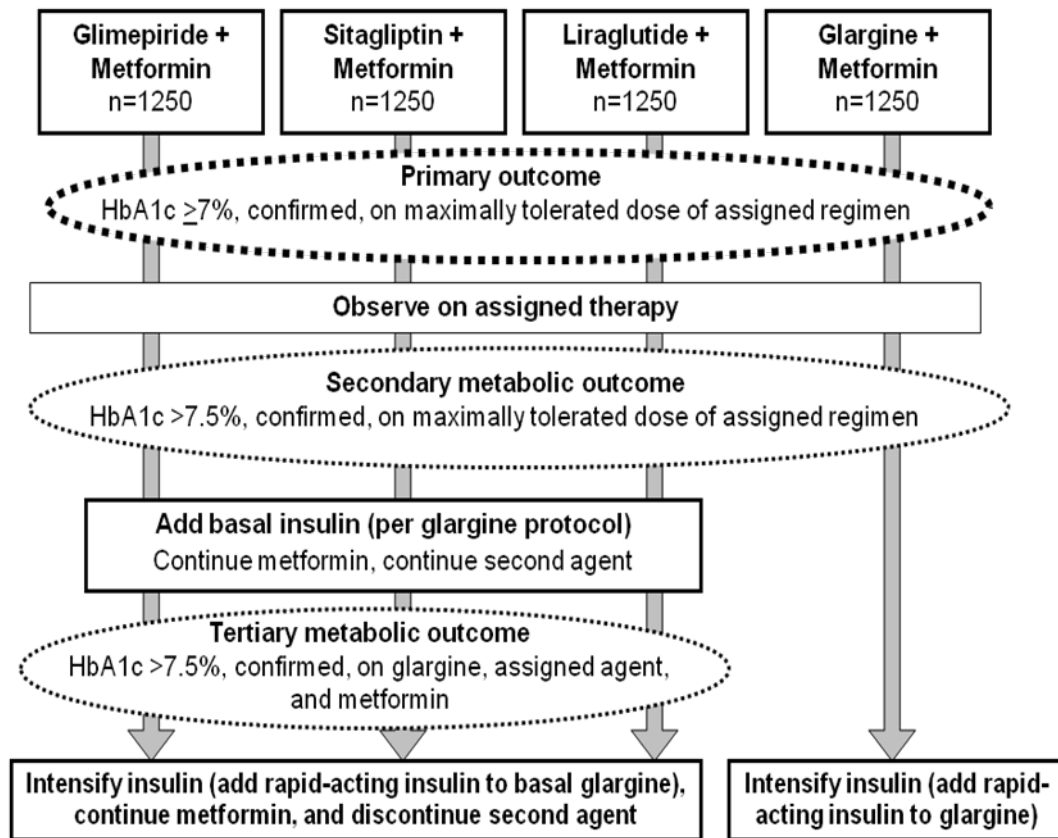 Glimepiride +
Metformin
n=1250
Sitagliptin +
Metformin
n=1250
Liraglutide +
Metformin
n=1250
Glargine +
Metformin
n=1250
Primary outcome
HbA1c ≥7%, confirmed, on maximally tolerated dose of assigned regimen
Observe on assigned therapy
Secondary metabolic outcome
HbA1c >7.5%, confirmed, on maximally tolerated dose of assigned regimen
Add basal insulin (per glargine protocol)
Continue metformin, continue second agent
Tertiary metabolic outcome
HbA1c >7.5%, confirmed, on glargine, assigned agent,
and metformin
Intensify insulin (add rapid-acting insulin to basal glargine),
continue metformin, and discontinue second agent
Intensify insulin (add rapid-
acting insulin to glargine)